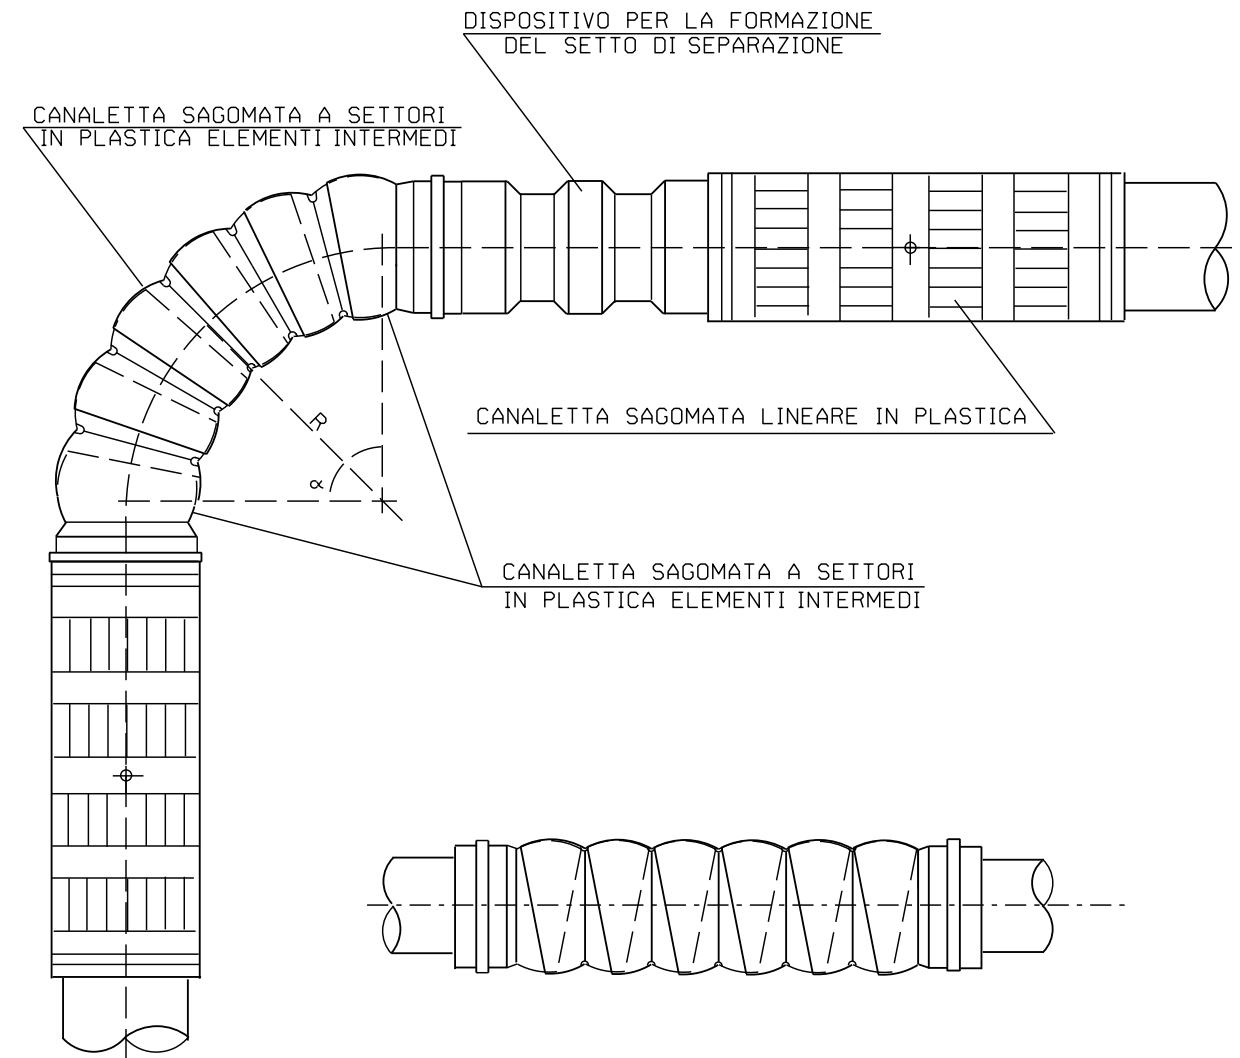 DISPOSITIVO PER LA FORMAZIONE
DEL SETTO DI SEPARAZIONE
CANALETTA SAGOMATA A SETTORI
IN PLASTICA ELEMENTI INTERMEDI
CANALETTA SAGOMATA LINEARE IN PLASTICA
R
α
CANALETTA SAGOMATA A SETTORI
IN PLASTICA ELEMENTI INTERMEDI